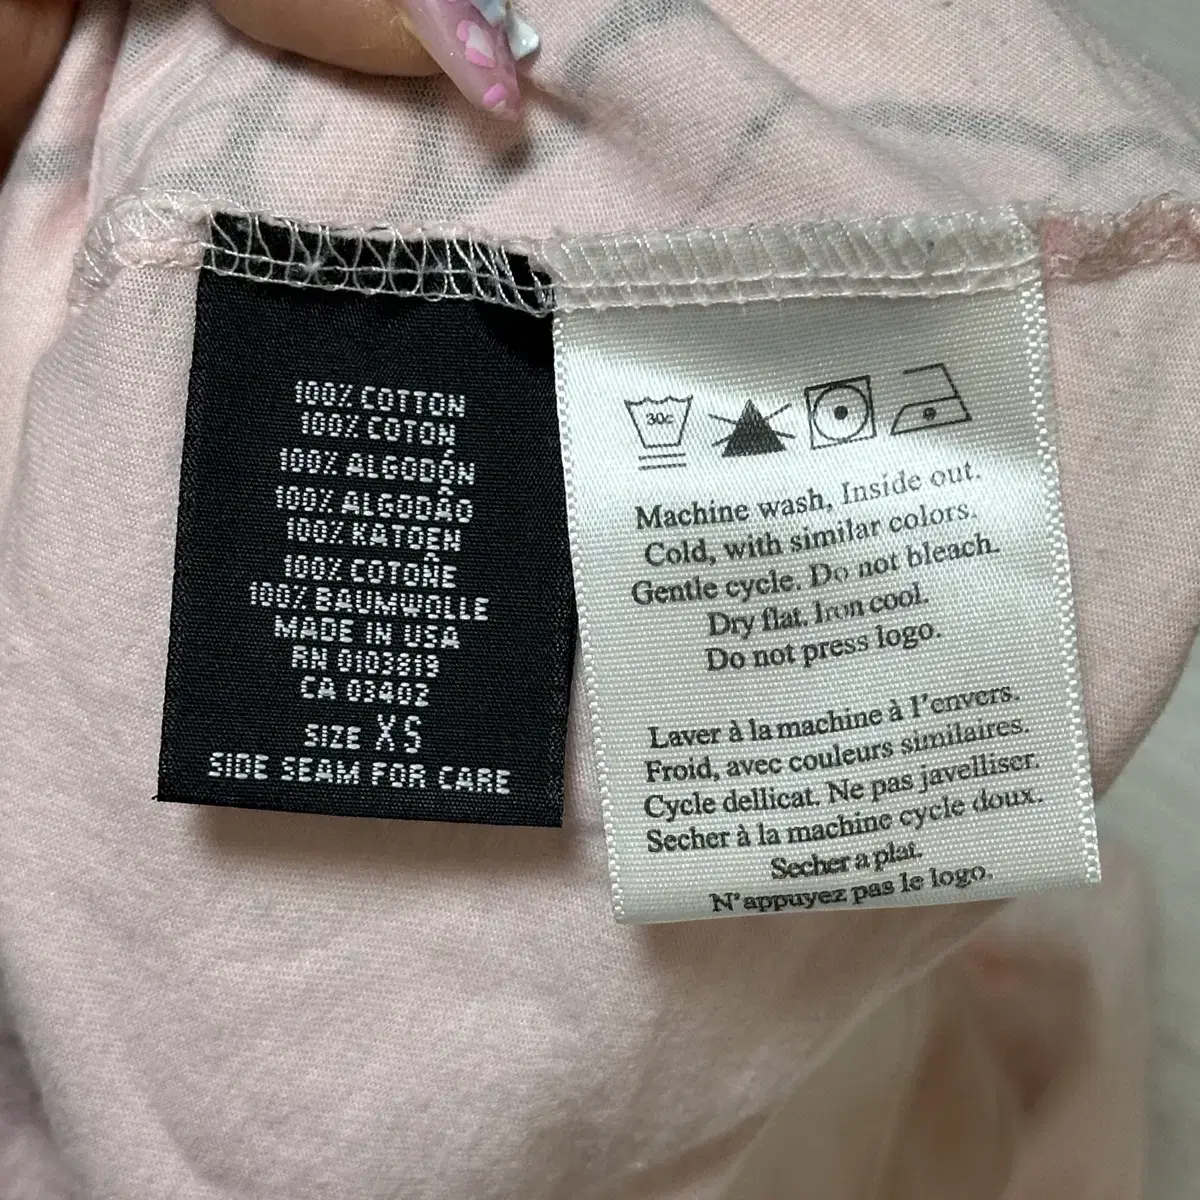 100% COTTON
100% COTON
100% ALGODÓN
100% ALGODÃO
100% KATOEN
100% COTOÑE
100% BAUMWOLLE
MADE IN USA
RN 0103819
CA 03402
SIZE XS
SIDE SEAM FOR CARE
30c
Machine wash, Inside out.
Cold, with similar colors.
Gentle cycle. Do not bleach.
Dry flat. Iron cool.
Do not press logo.
Laver à la machine à l'envers.
Froid, avec couleurs similaires.
Cycle dellicat. Ne pas javelliser.
Secher à la machine cycle doux.
Secher a plat.
N'appuyez pas le logo.